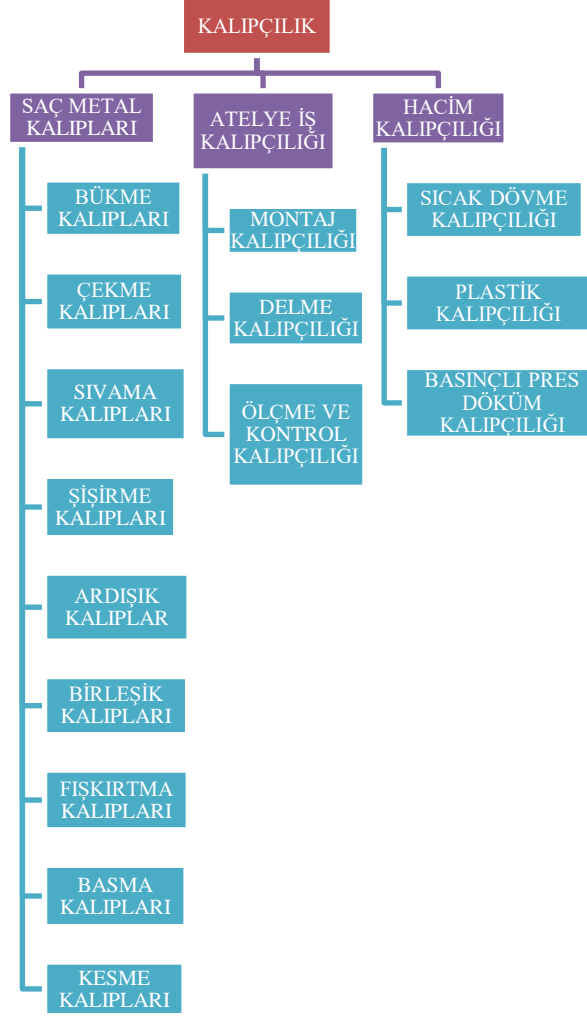 KALIPÇILIK
SAÇ METAL
KALIPLARI
BÜKME
KALIPLARI
ÇEKME
KALIPLARI
SIVAMA
KALIPLARI
ŞİŞİRME
KALIPLARI
ARDIŞIK
KALIPLAR
BİRLEŞİK
KALIPLARI
FIŞKIRTMA
KALIPLARI
BASMA
KALIPLARI
KESME
KALIPLARI
ATELYE İŞ
KALIPÇILIĞI
MONTAJ
KALIPÇILIĞI
DELME
KALIPÇILIĞI
ÖLÇME VE
KONTROL
KALIPÇILIĞI
HACİM
KALIPÇILIĞI
SICAK DÖVME
KALIPÇILIĞI
PLASTİK
KALIPÇILIĞI
BASINÇLI PRES
DÖKÜM
KALIPÇILIĞI